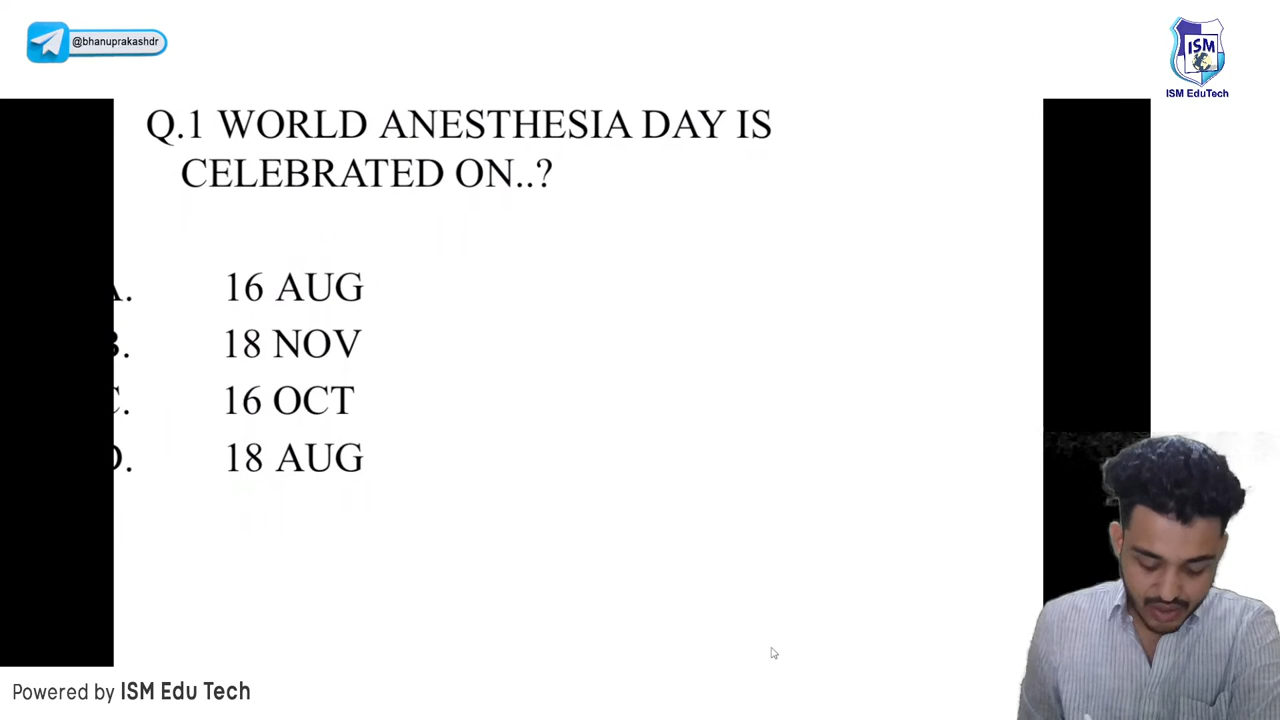 @bhanuprakashdr
ISM
ISM EduTech
Q.1 WORLD ANESTHESIA DAY IS
CELEBRATED ON..?
A. 16 AUG
B. 18 NOV
C. 16 OCT
D. 18 AUG
Powered by ISM Edu Tech